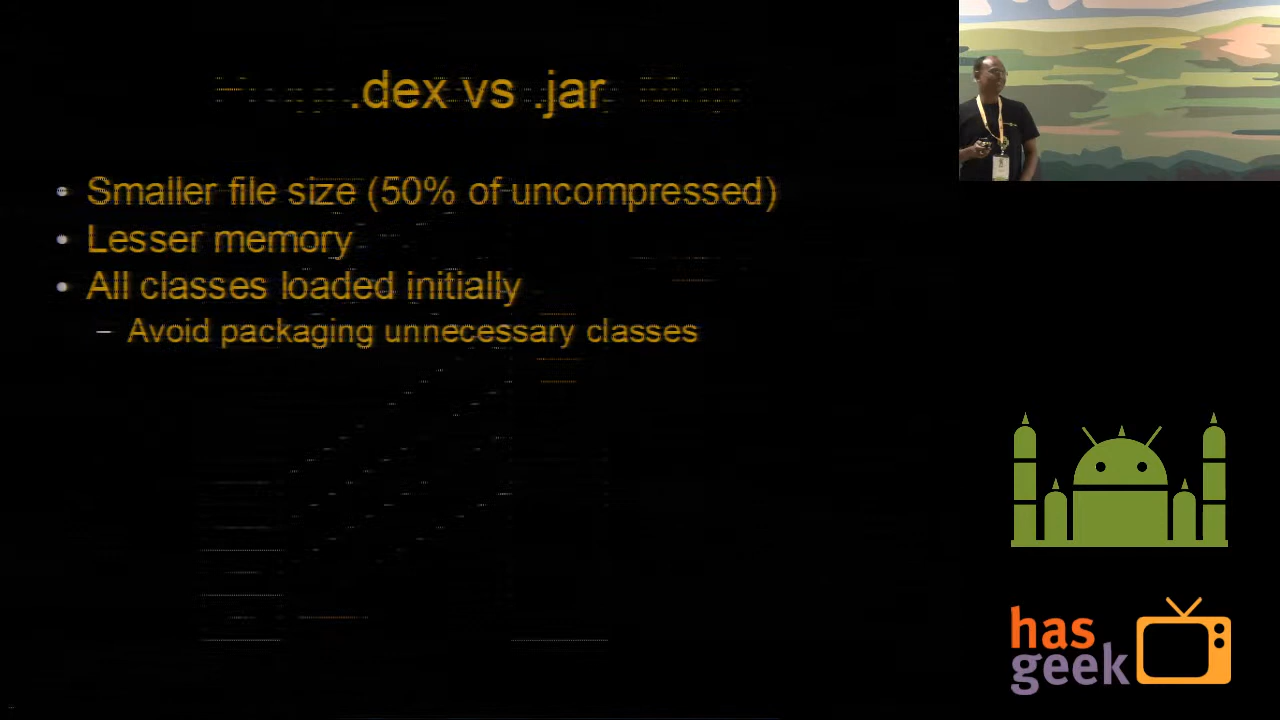 .dex vs .jar
• Smaller file size (50% of uncompressed)
• Lesser memory
• All classes loaded initially
– Avoid packaging unnecessary classes
has
geek